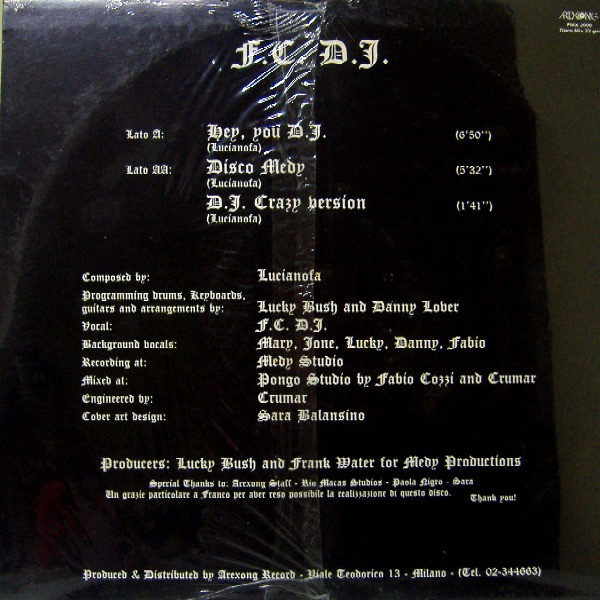 AREXONG
F.C. D.J.
Lato A: Hey, you D.J. (6'50")
(Lucianofa)
Lato AA: Disco Medy (5'32")
(Lucianofa)
D.J. Crazy version (1'41")
(Lucianofa)
Composed by: Lucianofa
Programming drums, Keyboards,
guitars and arrangements by: Lucky Bush and Danny Lober
Vocal: F.C. D.J.
Background vocals: Mary, Jone, Lucky, Danny, Fabio
Recording at: Medy Studio
Mixed at: Pongo Studio by Fabio Cozzi and Crumar
Engineered by: Crumar
Cober art design: Sara Balansino
Producers: Lucky Bush and Frank Water for Medy Productions
Special Thanks to: Arexong Staff - Rio Macas Studios - Paola Nigro - Sara
Un grazie particolare a Franco per aver reso possibile la realizzazione di questo disco.
Thank you!
Produced & Distributed by Arexong Record - Viale Teodorico 13 - Milano - (Tel. 02-344663)